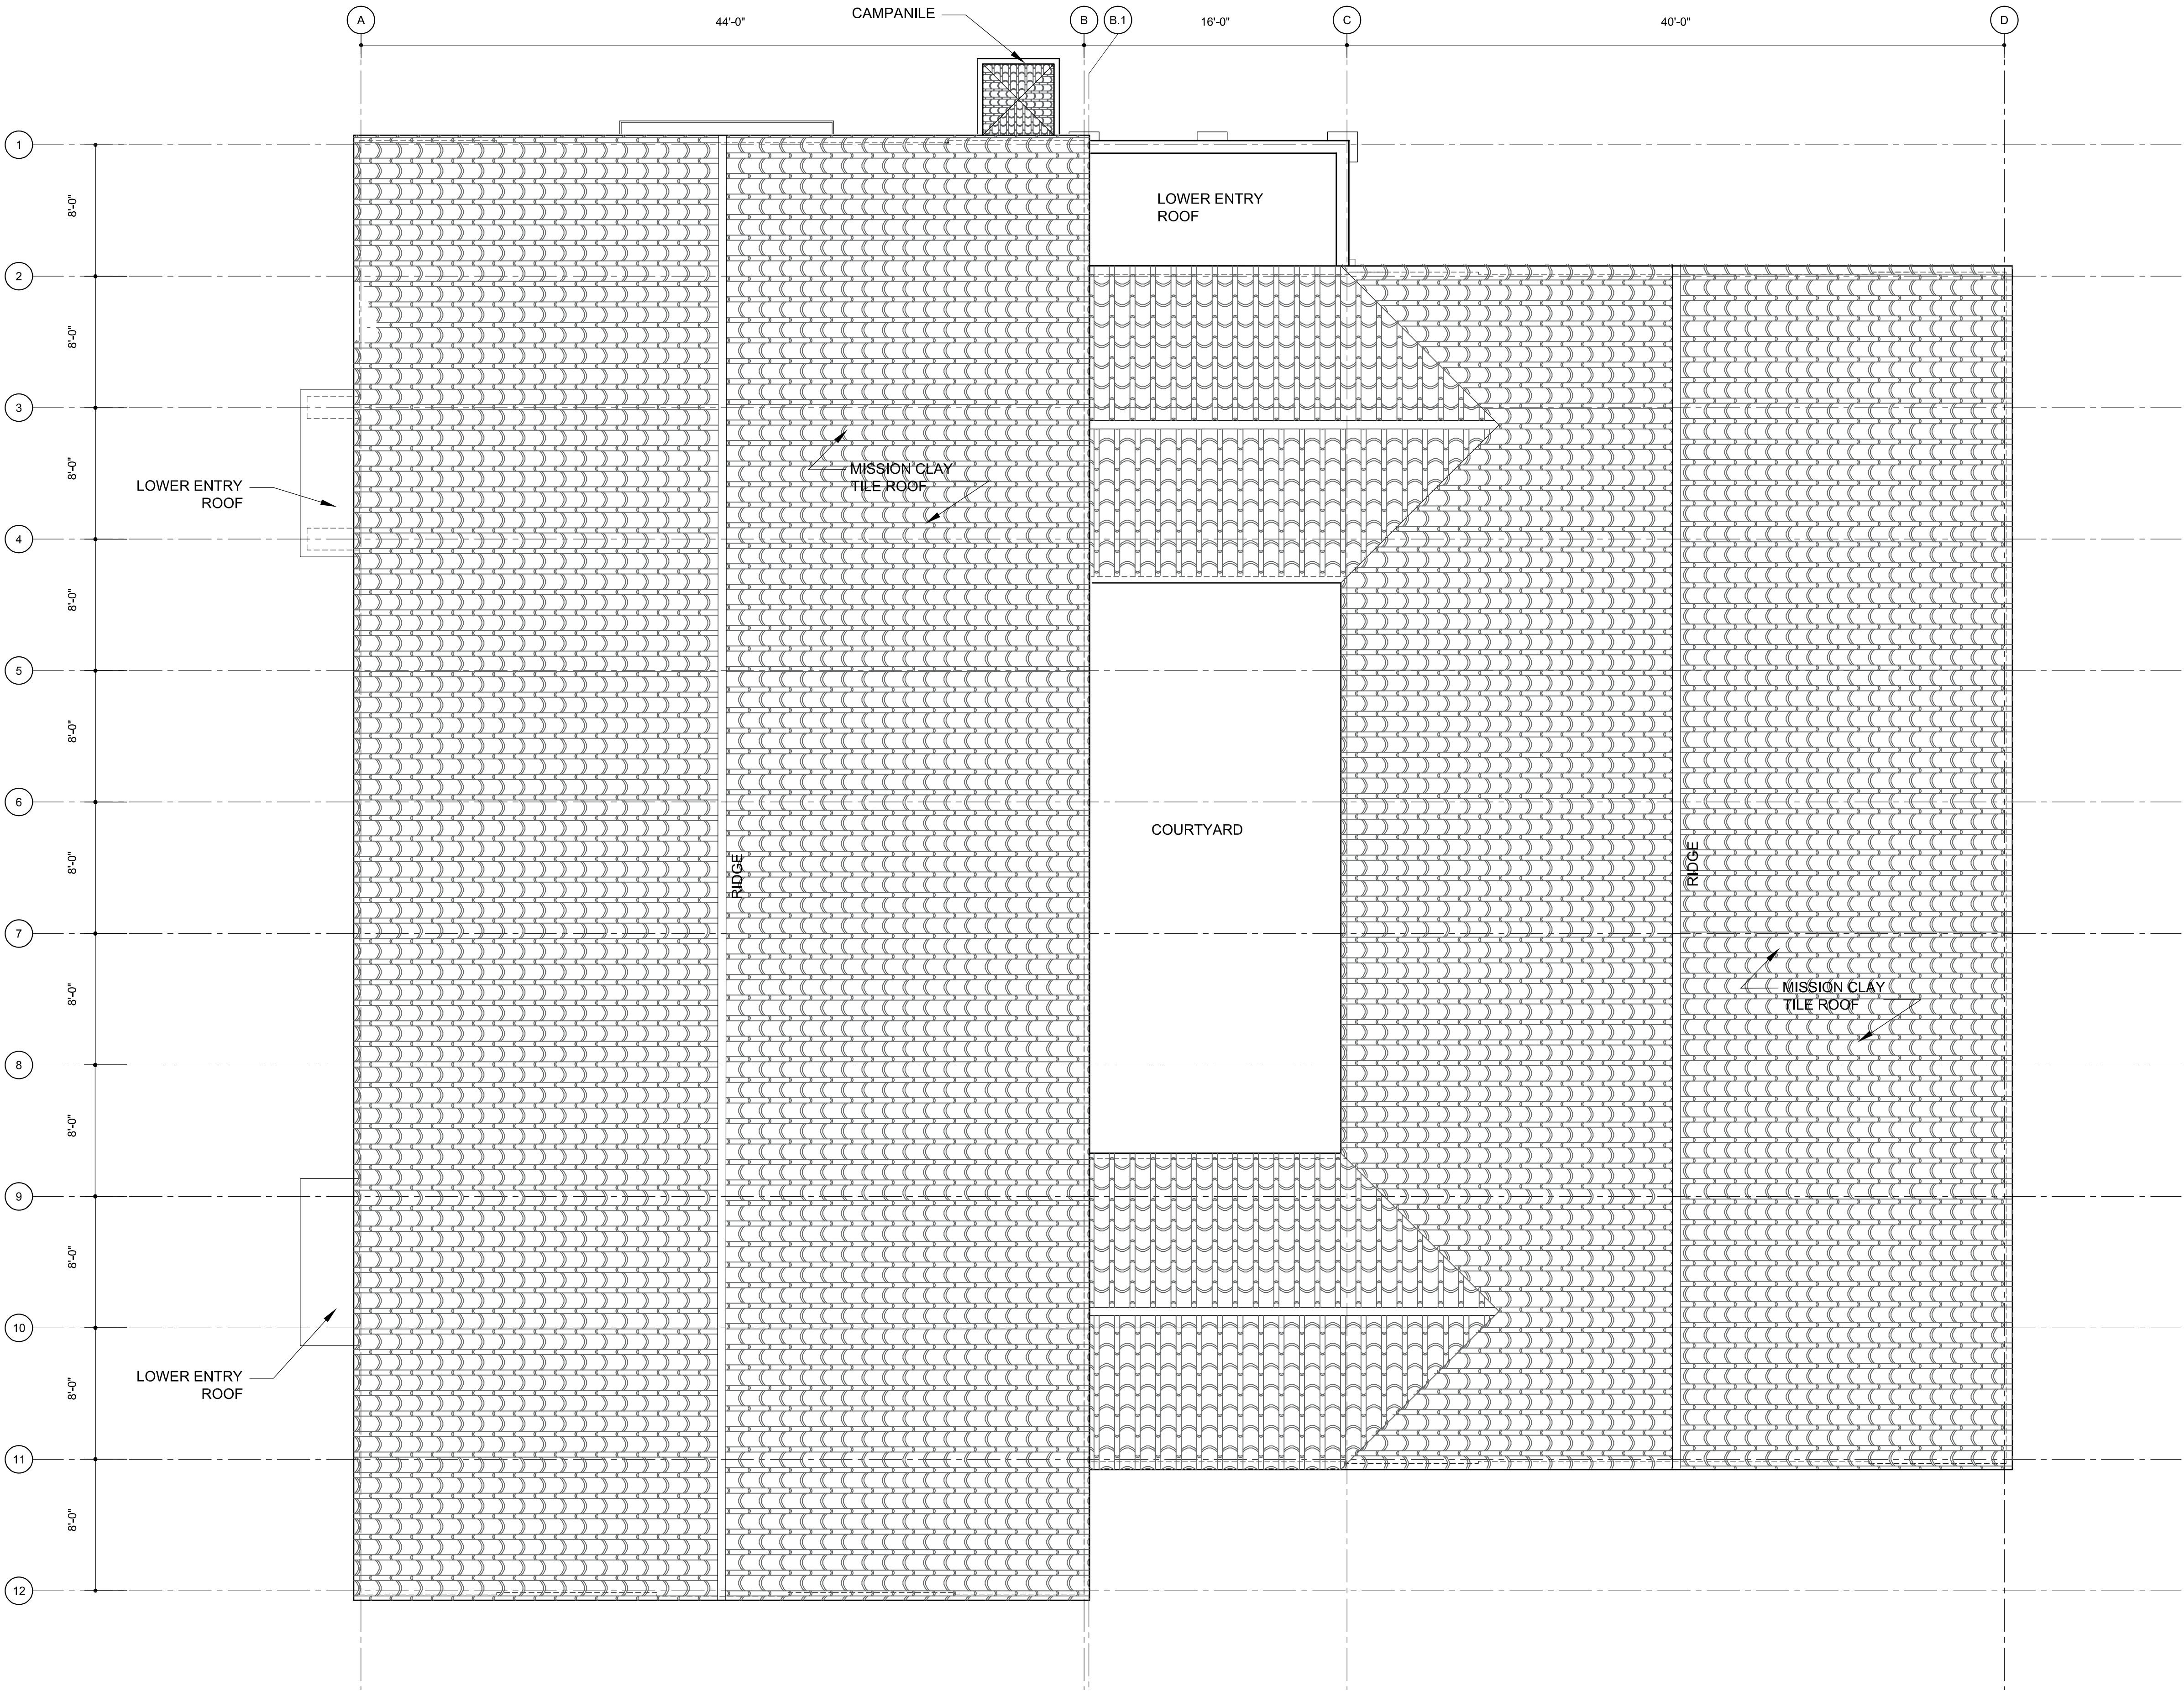 CAMPANILE
A
44'-0"
B
B.1
16'-0"
C
40'-0"
D
1
8'-0"
LOWER ENTRY
ROOF
2
8'-0"
3
8'-0"
MISSION CLAY
TILE ROOF
LOWER ENTRY
ROOF
4
8'-0"
5
8'-0"
6
COURTYARD
8'-0"
RIDGE
RIDGE
7
8'-0"
MISSION CLAY
TILE ROOF
8
8'-0"
9
8'-0"
10
LOWER ENTRY
ROOF
8'-0"
11
8'-0"
12